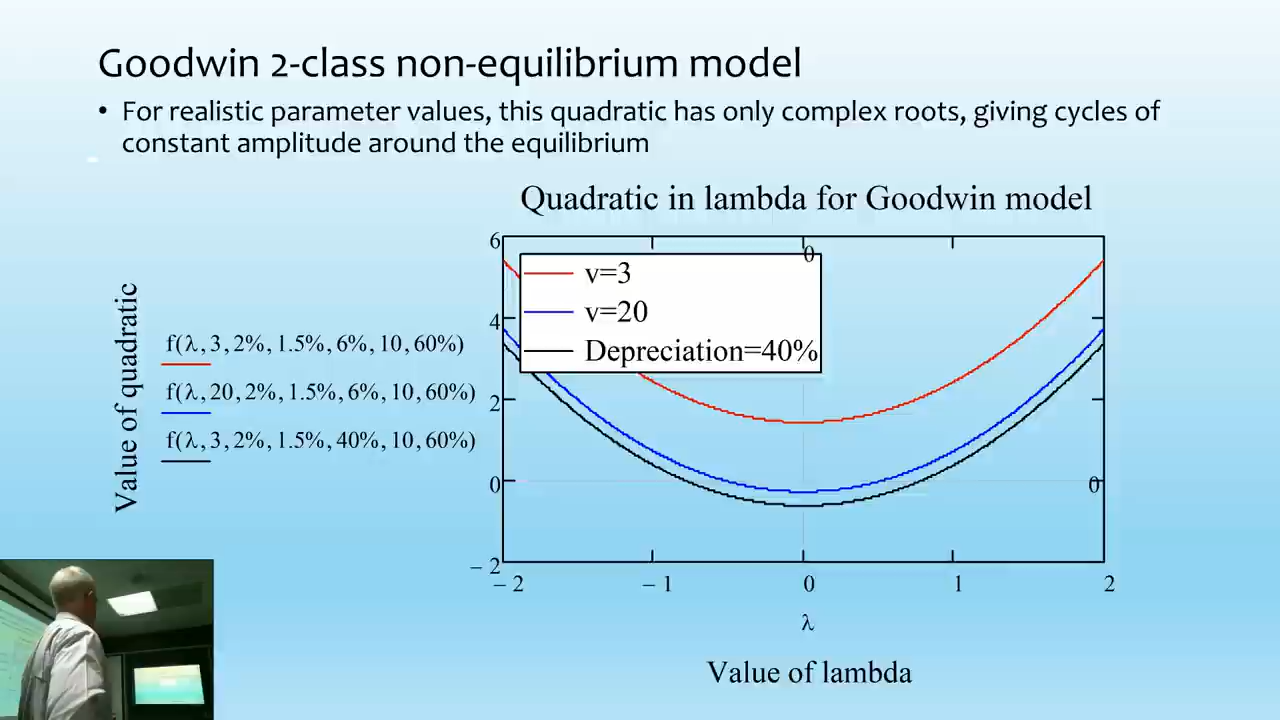 Goodwin 2-class non-equilibrium model
• For realistic parameter values, this quadratic has only complex roots, giving cycles of
constant amplitude around the equilibrium
Quadratic in lambda for Goodwin model
Value of quadratic
f(λ, 3, 2%, 1.5%, 6%, 10, 60%)
f(λ, 20, 2%, 1.5%, 6%, 10, 60%)
f(λ, 3, 2%, 1.5%, 40%, 10, 60%)
6
4
2
0
– 2
0
v=3
v=20
Depreciation=40%
0
– 2
– 1
0
1
2
λ
Value of lambda